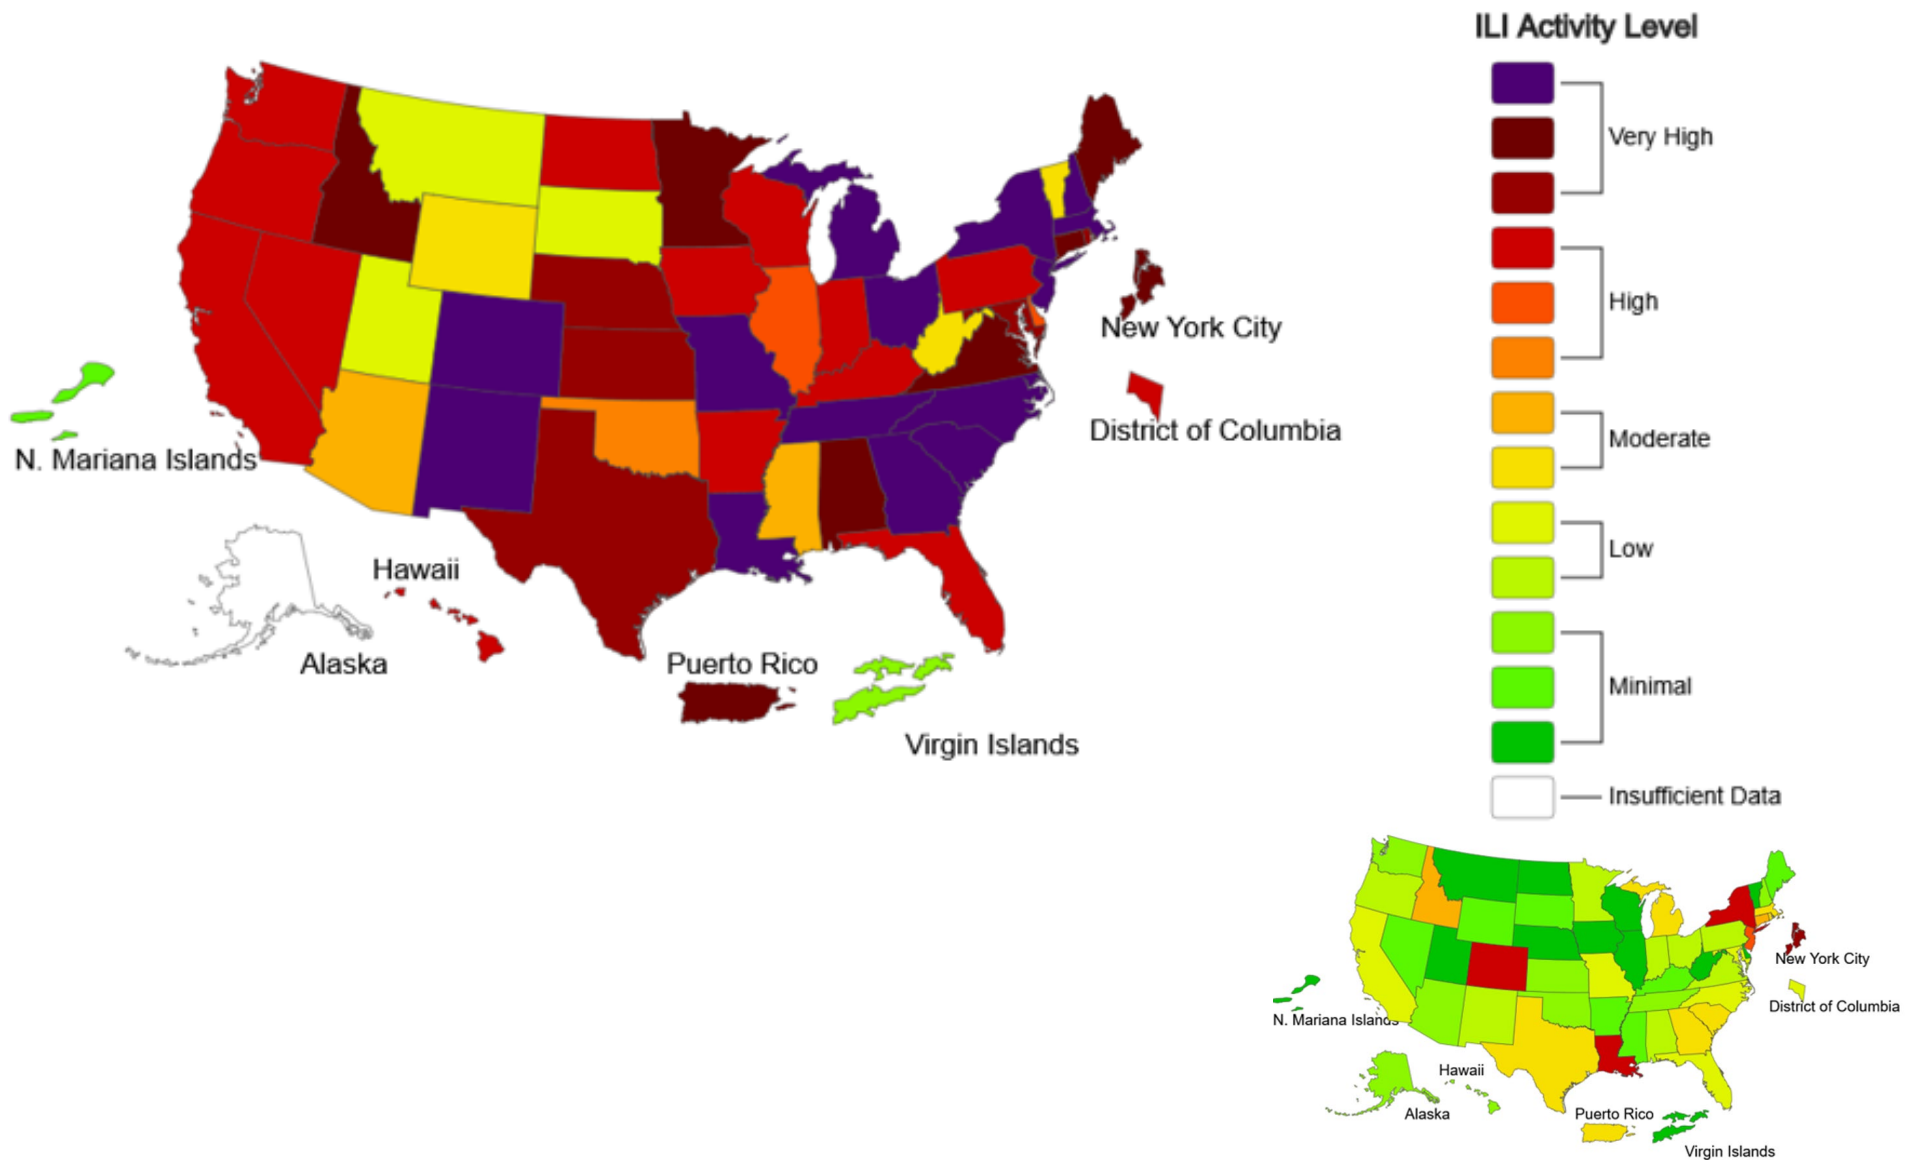 ILI Activity Level
Very High
High
Moderate
Low
Minimal
Insufficient Data
New York City
District of Columbia
N. Mariana Islands
Hawaii
Alaska
Puerto Rico
Virgin Islands
New York City
District of Columbia
N. Mariana Islands
Hawaii
Alaska
Puerto Rico
Virgin Islands